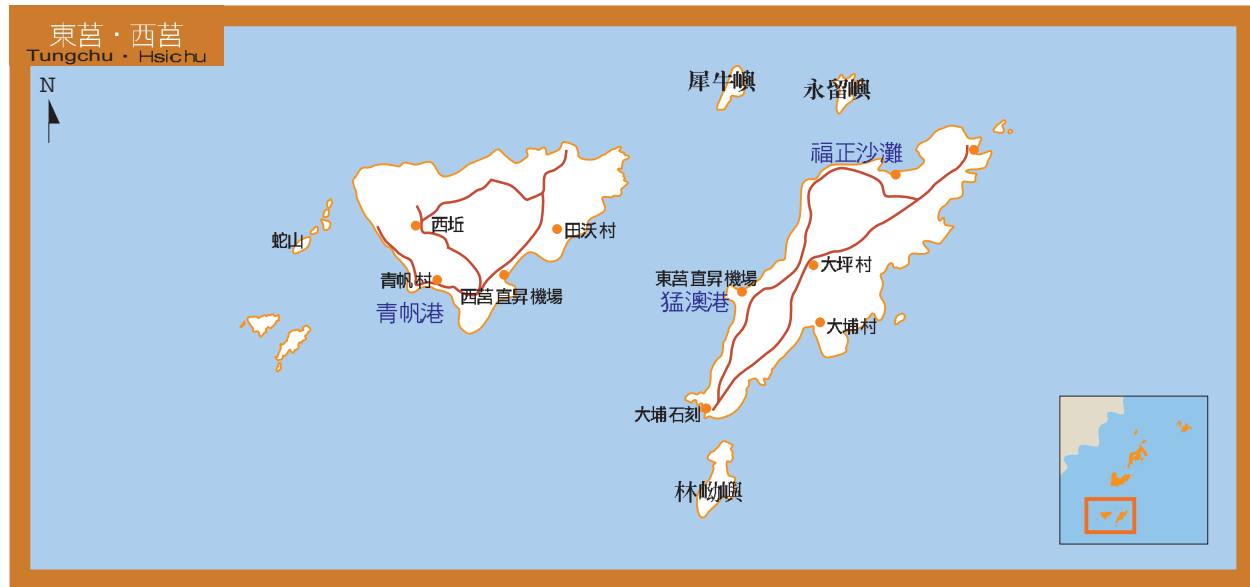 東莒・西莒
Tungchu・Hsichu
N
犀牛嶼
永留嶼
福正沙灘
西坵
田沃村
蛇山
青帆村
西莒直昇機場
青帆港
大坪村
東莒直昇機場
猛澳港
大埔村
大埔石刻
林坳嶼